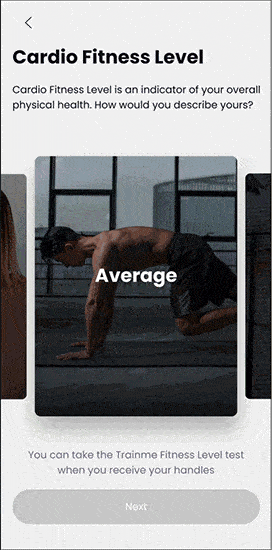 Cardio Fitness Level
Cardio Fitness Level is an indicator of your overall
physical health. How would you describe yours?
Average
You can take the Trainme Fitness Level test
when you receive your handles
Next